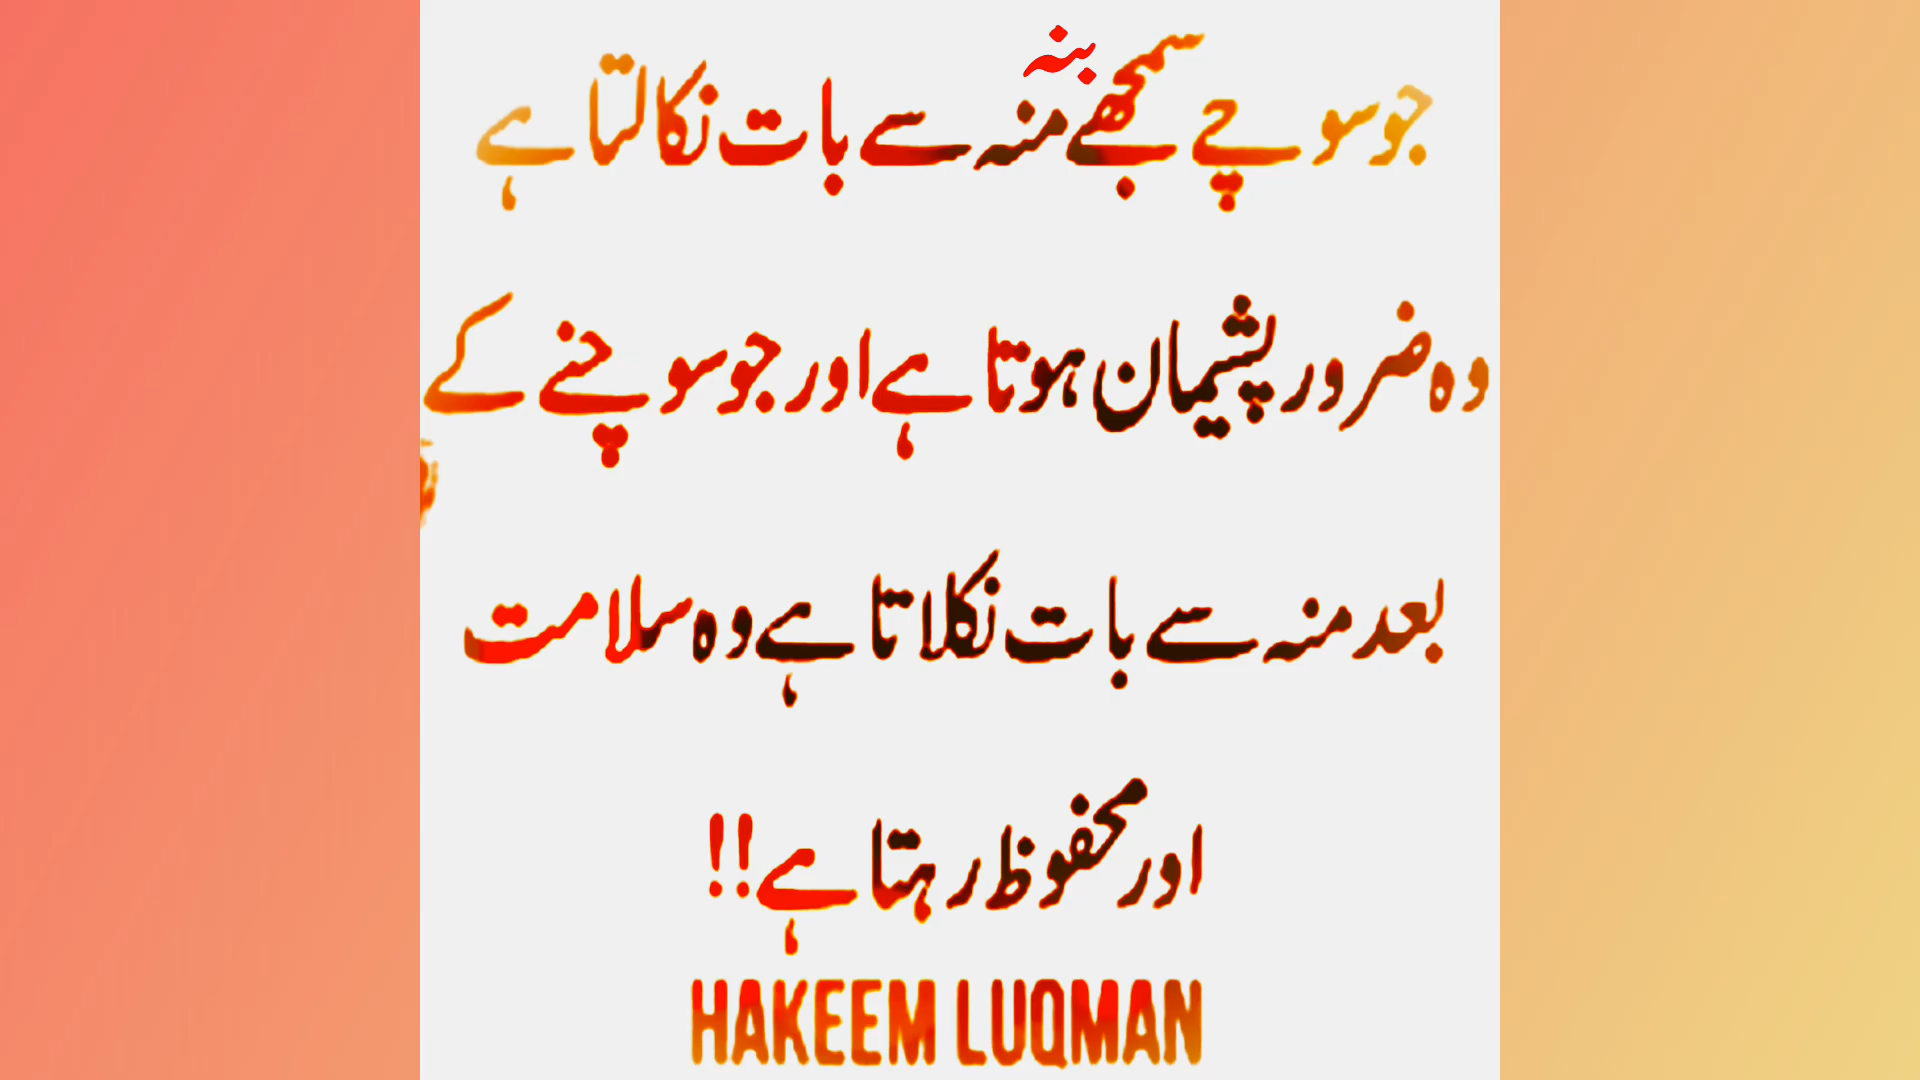 جو سوچے سمجھے بنہ منہ سے بات نکالتا ہے
وہ ضرور پشیمان ہوتا ہے اور جو سوچنے کے
بعد منہ سے بات نکلاتا ہے وہ سلامت
اور محفوظ رہتا ہے!!
HAKEEM LUQMAN